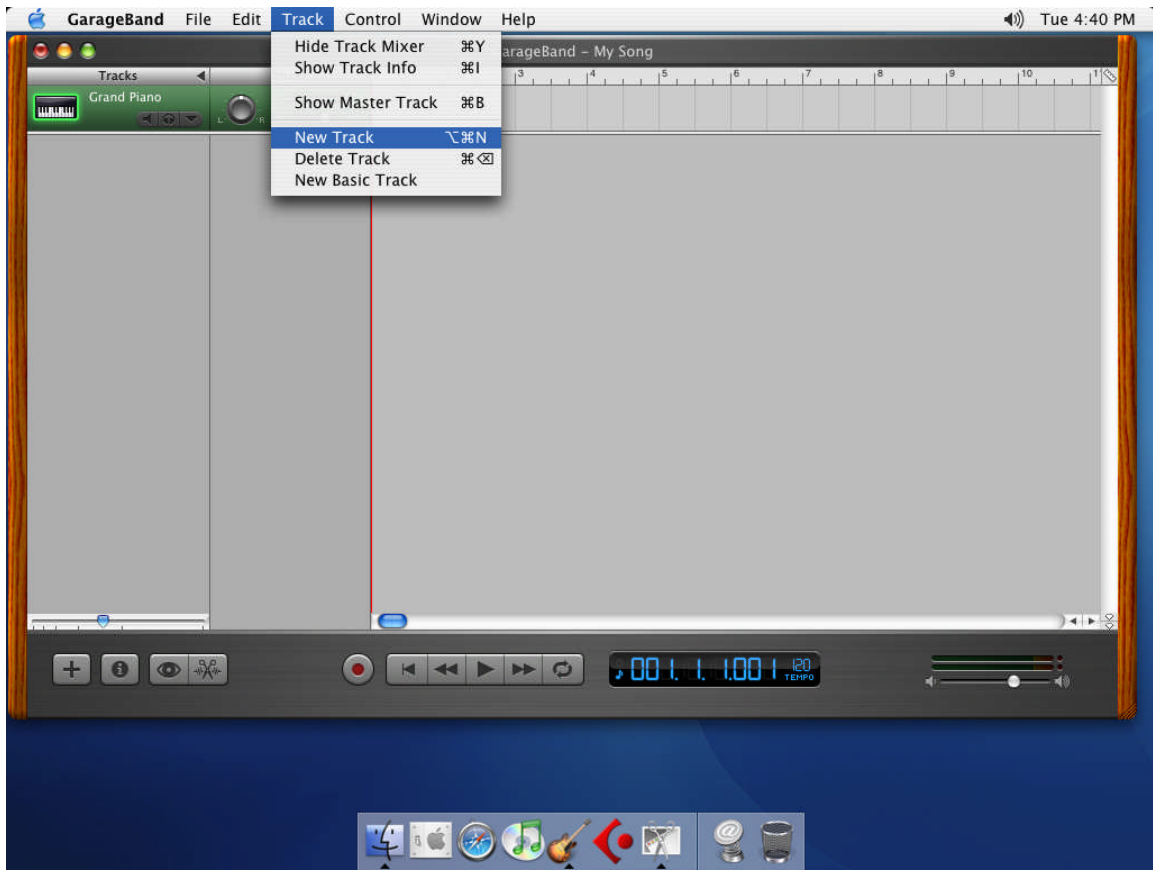 GarageBand File Edit Track Control Window Help Tue 4:40 PM
Hide Track Mixer ⌘Y
GarageBand – My Song
Show Track Info ⌘I
Tracks
3 4 5 6 7 8 9 10 11
Grand Piano
Show Master Track ⌘B
L R
New Track ⌥⌘N
Delete Track ⌘⌫
New Basic Track
001. 1. 1.001 120
TEMPO